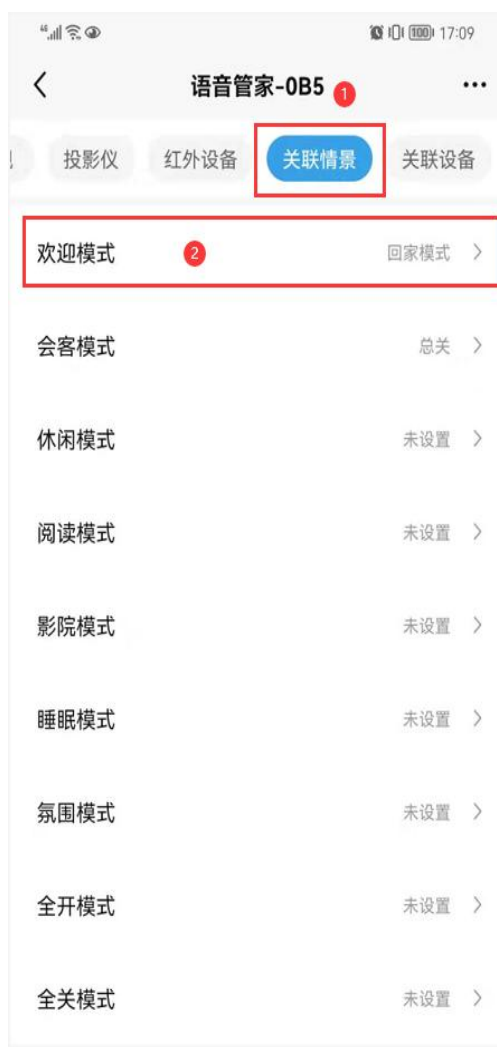 17:09
语音管家-0B5
1
投影仪 红外设备 关联情景 关联设备
欢迎模式 2 回家模式
会客模式 总关
休闲模式 未设置
阅读模式 未设置
影院模式 未设置
睡眠模式 未设置
氛围模式 未设置
全开模式 未设置
全关模式 未设置